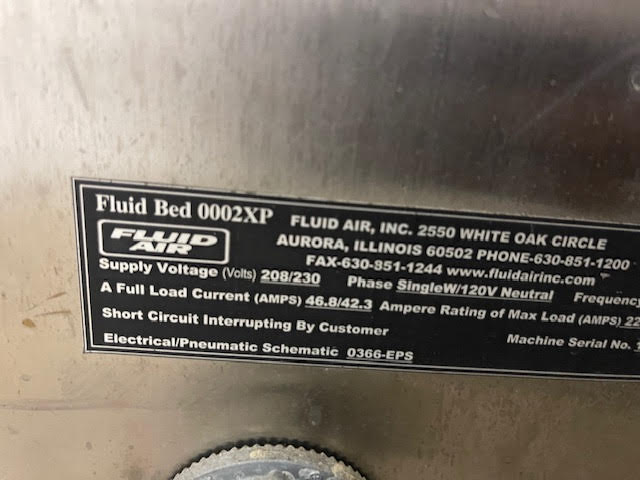 Fluid Bed 0002XP
FLUID AIR, INC. 2550 WHITE OAK CIRCLE
AURORA, ILLINOIS 60502 PHONE-630-851-1200
FAX-630-851-1244 www.fluidairinc.com
FLUID
AIR
Supply Voltage (Volts) 208/230 Phase SingleW/120V Neutral Frequenc
A Full Load Current (AMPS) 46.8/42.3 Ampere Rating of Max Load (AMPS) 22
Short Circuit Interrupting By Customer Machine Serial No. 1
Electrical/Pneumatic Schematic 0366-EPS